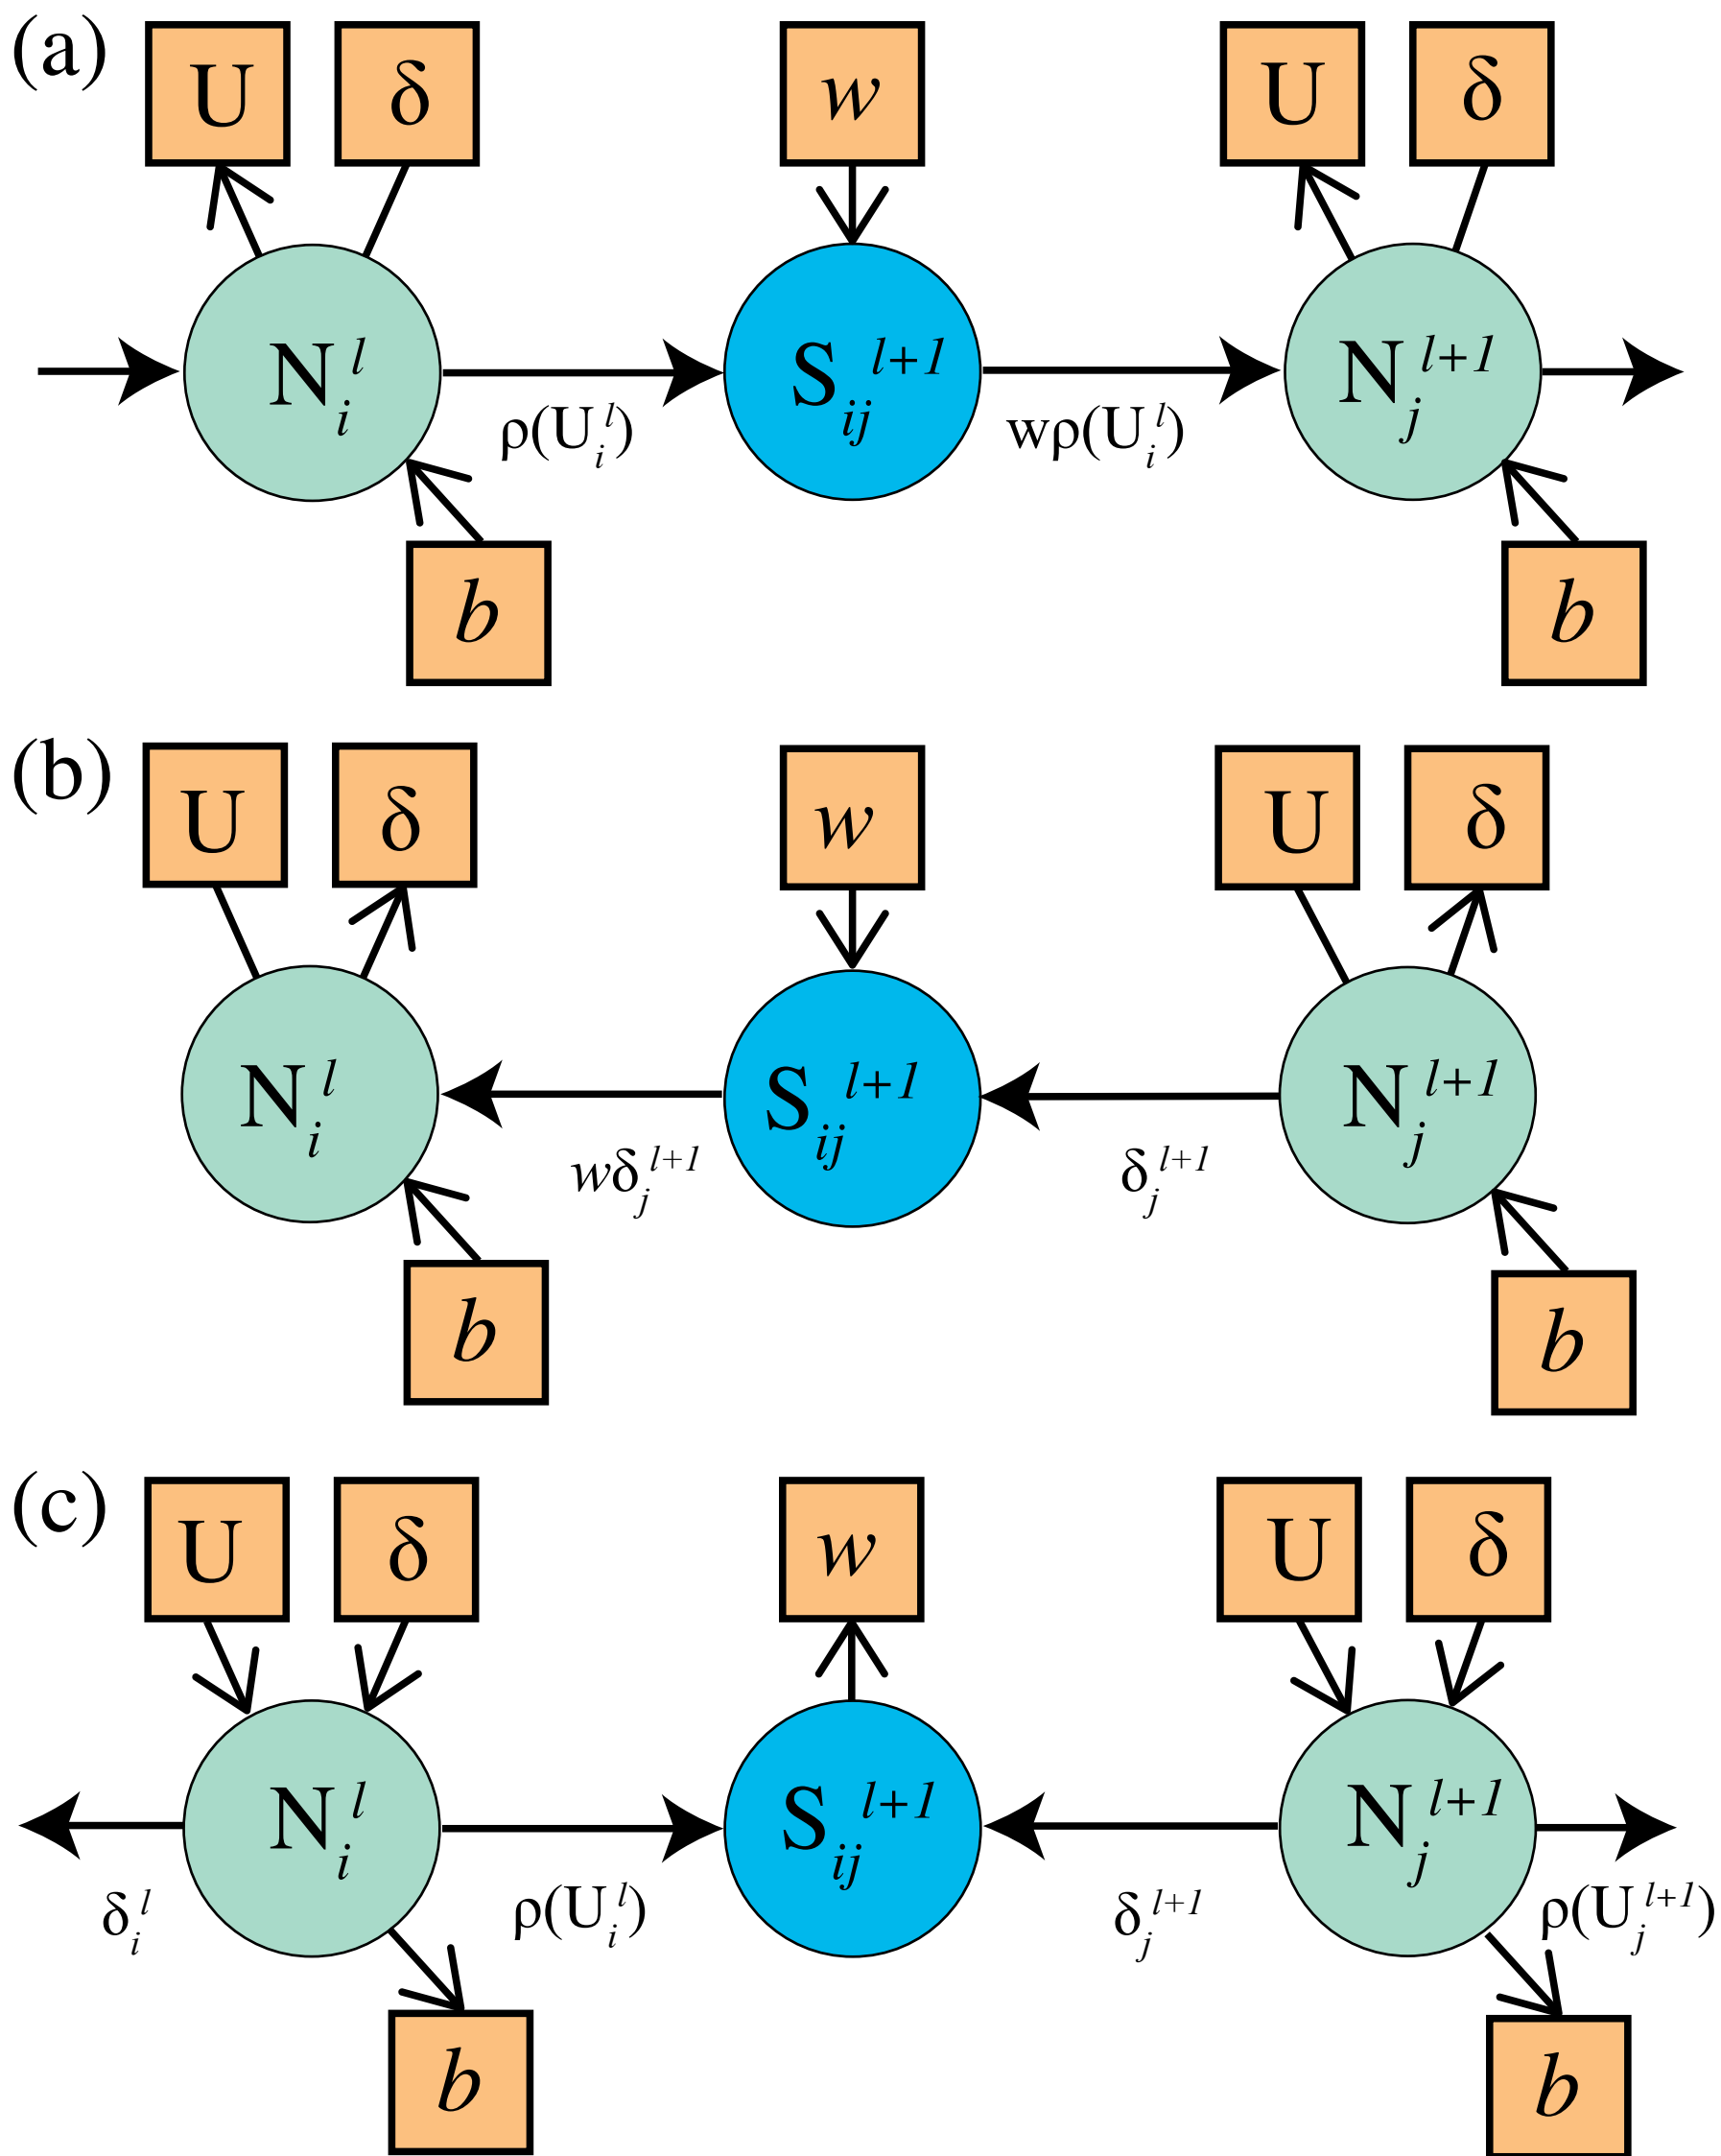 (a) U δ w U δ
N_i^l S_ij^{l+1} N_j^{l+1}
ρ(U_i^l) wρ(U_i^l)
b b
(b) U δ w U δ
N_i^l S_ij^{l+1} N_j^{l+1}
wδ_j^{l+1} δ_j^{l+1}
b b
(c) U δ w U δ
N_i^l S_ij^{l+1} N_j^{l+1}
δ_i^l ρ(U_i^l) δ_j^{l+1} ρ(U_j^{l+1})
b b